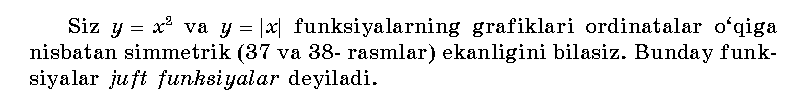 Siz y = x² va y = |x| funksiyalarning grafiklari ordinatalar o‘qiga
nisbatan simmetrik (37 va 38- rasmlar) ekanligini bilasiz. Bunday funk-
siyalar juft funksiyalar deyiladi.